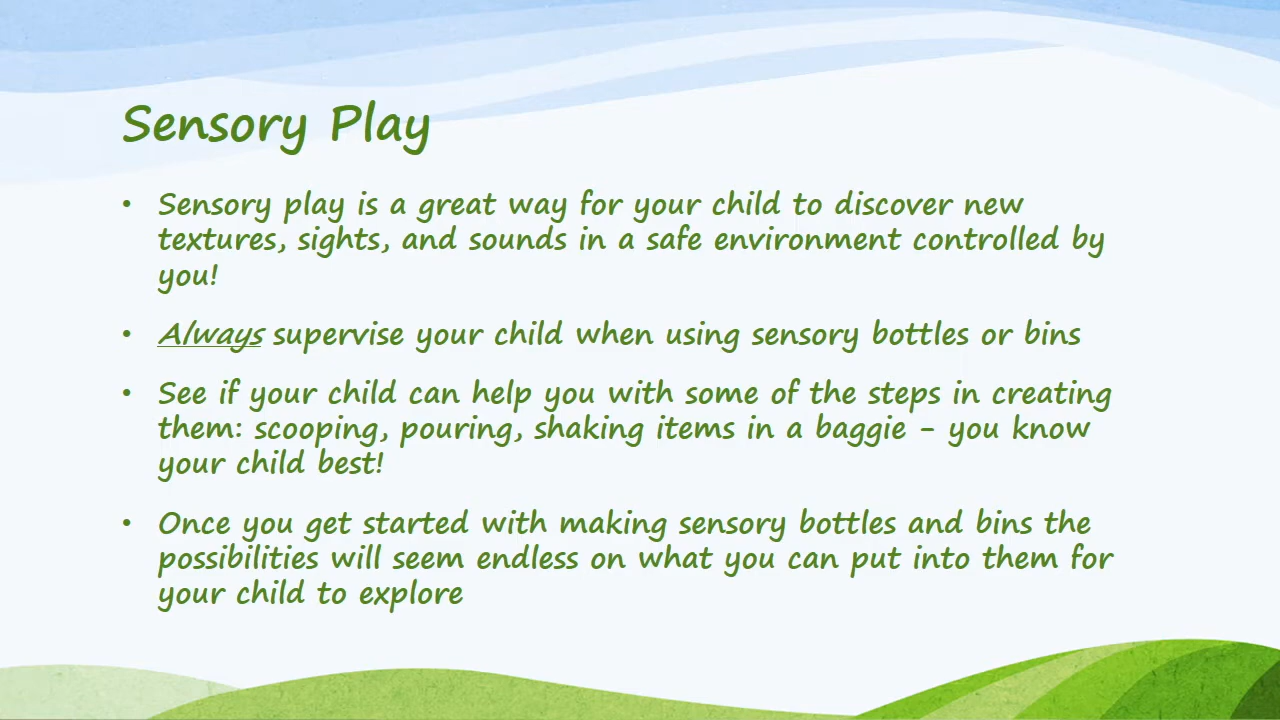 Sensory Play
• Sensory play is a great way for your child to discover new
textures, sights, and sounds in a safe environment controlled by
you!
• Always supervise your child when using sensory bottles or bins
• See if your child can help you with some of the steps in creating
them: scooping, pouring, shaking items in a baggie – you know
your child best!
• Once you get started with making sensory bottles and bins the
possibilities will seem endless on what you can put into them for
your child to explore